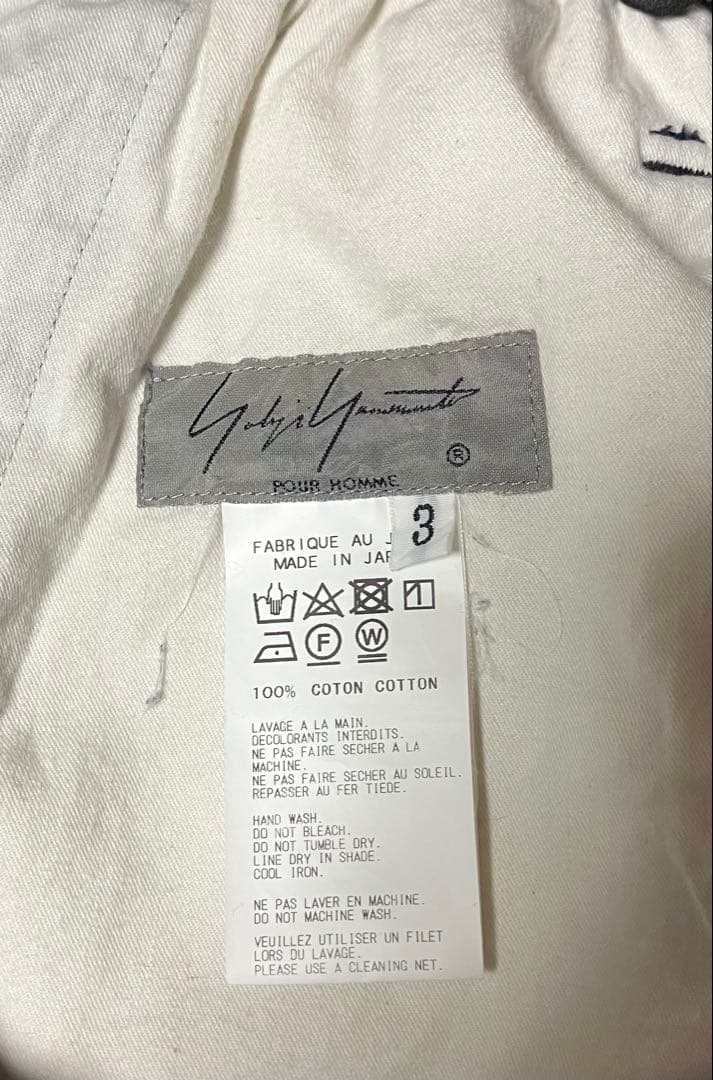 Yohji Yamamoto
®
POUR HOMME
3
FABRIQUE AU J
MADE IN JAP
F W
100% COTON COTTON
LAVAGE A LA MAIN.
DECOLORANTS INTERDITS.
NE PAS FAIRE SECHER A LA
MACHINE.
NE PAS FAIRE SECHER AU SOLEIL.
REPASSER AU FER TIEDE.
HAND WASH.
DO NOT BLEACH.
DO NOT TUMBLE DRY.
LINE DRY IN SHADE.
COOL IRON.
NE PAS LAVER EN MACHINE.
DO NOT MACHINE WASH.
VEUILLEZ UTILISER UN FILET
LORS DU LAVAGE.
PLEASE USE A CLEANING NET.